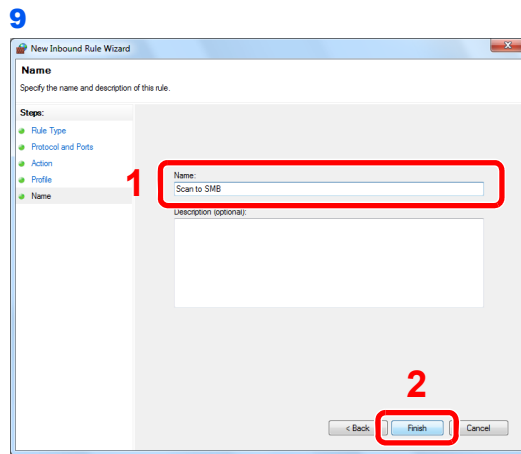 9
New Inbound Rule Wizard
Name
Specify the name and description of this rule.
Steps:
Rule Type
Protocol and Ports
Action
Profile
Name
1
Name:
Scan to SMB
Description (optional):
2
< Back
Finish
Cancel